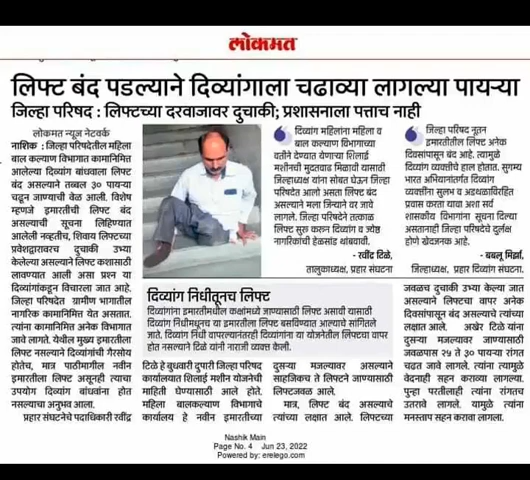 लोकमत
लिफ्ट बंद पडल्याने दिव्यांगाला चढाव्या लागल्या पायऱ्या
जिल्हा परिषद : लिफ्टच्या दरवाजावर दुचाकी; प्रशासनाला पत्ताच नाही
लोकमत न्यूज नेटवर्क
नाशिक : जिल्हा परिषदेतील महिला
बाल कल्याण विभागात कामानिमित्त
आलेल्या दिव्यांग बांधवाला लिफ्ट
बंद असल्याने तब्बल ३० पायऱ्या
चढून जाण्याची वेळ आली. विशेष
म्हणजे इमारतीची लिफ्ट बंद
असल्याची सूचना लिहिण्यात
आलेली नव्हतीच, शिवाय लिफ्टच्या
प्रवेशद्वारावरच दुचाकी उभ्या
केलेल्या असल्याने लिफ्ट कशासाठी
लावण्यात आली असा प्रश्न या
दिव्यांगांकडून विचारला जात आहे.
जिल्हा परिषदेत ग्रामीण भागातील
नागरिक कामानिमित्त येत असतात.
त्यांना कामानिमित्त अनेक विभागात
जावे लागते. येथील मुख्य इमारतीला
लिफ्ट नसल्याने दिव्यांगांची गैरसोय
होतेच, मात्र पाठीमागील नवीन
इमारतीला लिफ्ट असूनही त्याचा
उपयोग दिव्यांग बांधवांना होत
नसल्याचा अनुभव आला.
प्रहार संघटनेचे पदाधिकारी रवींद्र
दिव्यांग महिलांना महिला व
बाल कल्याण विभागाच्या
वतीने देण्यात येणाऱ्या शिलाई
मशीनची मुदतवाढ मिळावी यासाठी
जिल्हाध्यक्ष यांना सोबत घेऊन जिल्हा
परिषदेत आलो असता लिफ्ट बंद
असल्याने मला जिन्याने वर जावे
लागले. जिल्हा परिषदेने तत्काळ
लिफ्ट सुरू करून दिव्यांग व ज्येष्ठ
नागरिकांची हेळसांड थांबवावी.
- रवींद्र टिळे,
तालुकाध्यक्ष, प्रहार संघटना
जिल्हा परिषद नूतन
इमारतीतील लिफ्ट अनेक
दिवसांपासून बंद आहे. त्यामुळे
दिव्यांग व्यक्तीचे हाल होतात. सुगम्य
भारत अभियानांतर्गत दिव्यांग
व्यक्तींना सुलभ व अडथळाविरहित
प्रवास करता यावा अशा सर्व
शासकीय विभागांना सूचना दिल्या
असतानाही जिल्हा परिषदेचे दुर्लक्ष
होणे खेदजनक आहे.
- बबलू मिर्झा,
जिल्हाध्यक्ष, प्रहार दिव्यांग संघटना.
दिव्यांग निधीतूनच लिफ्ट
दिव्यांगांना इमारतीमधील कक्षांमध्ये जाण्यासाठी लिफ्ट असावी यासाठी
दिव्यांग निधीमधूनच या इमारतीला लिफ्ट बसविण्यात आल्याचे सांगितले
जाते. दिव्यांग निधी वापरल्यानंतरही दिव्यांगांना या योजनेतील लिफ्टचा वापर
होत नसल्याने टिळे यांनी नाराजी व्यक्त केली.
टिळे हे बुधवारी दुपारी जिल्हा परिषद
कार्यालयात शिलाई मशीन योजनेची
माहिती घेण्यासाठी आले होते.
महिला बालकल्याण विभागाचे
कार्यालय हे नवीन इमारतीच्या
दुसऱ्या मजल्यावर असल्याने
साहजिकच ते लिफ्टने जाण्यासाठी
लिफ्टजवळ आले.
मात्र, लिफ्ट बंद असल्याचे
त्यांच्या लक्षात आले. लिफ्टच्या
जवळच दुचाकी उभ्या केल्या जात
असल्याने लिफ्टचा वापर अनेक
दिवसांपासून बंद असल्याचे त्यांच्या
लक्षात आले. अखेर टिळे यांना
दुसऱ्या मजल्यावर जाण्यासाठी
जवळपास २५ ते ३० पायऱ्या रांगत
चढत जावे लागले. त्यांना त्यामुळे
वेदनाही सहन कराव्या लागल्या.
पुन्हा परतीलाही त्यांना रांगतच
उतरावे लागले. यामुळे त्यांना
मनस्ताप सहन करावा लागला.
Nashik Main
Page No. 4 Jun 23, 2022
Powered by: erelego.com